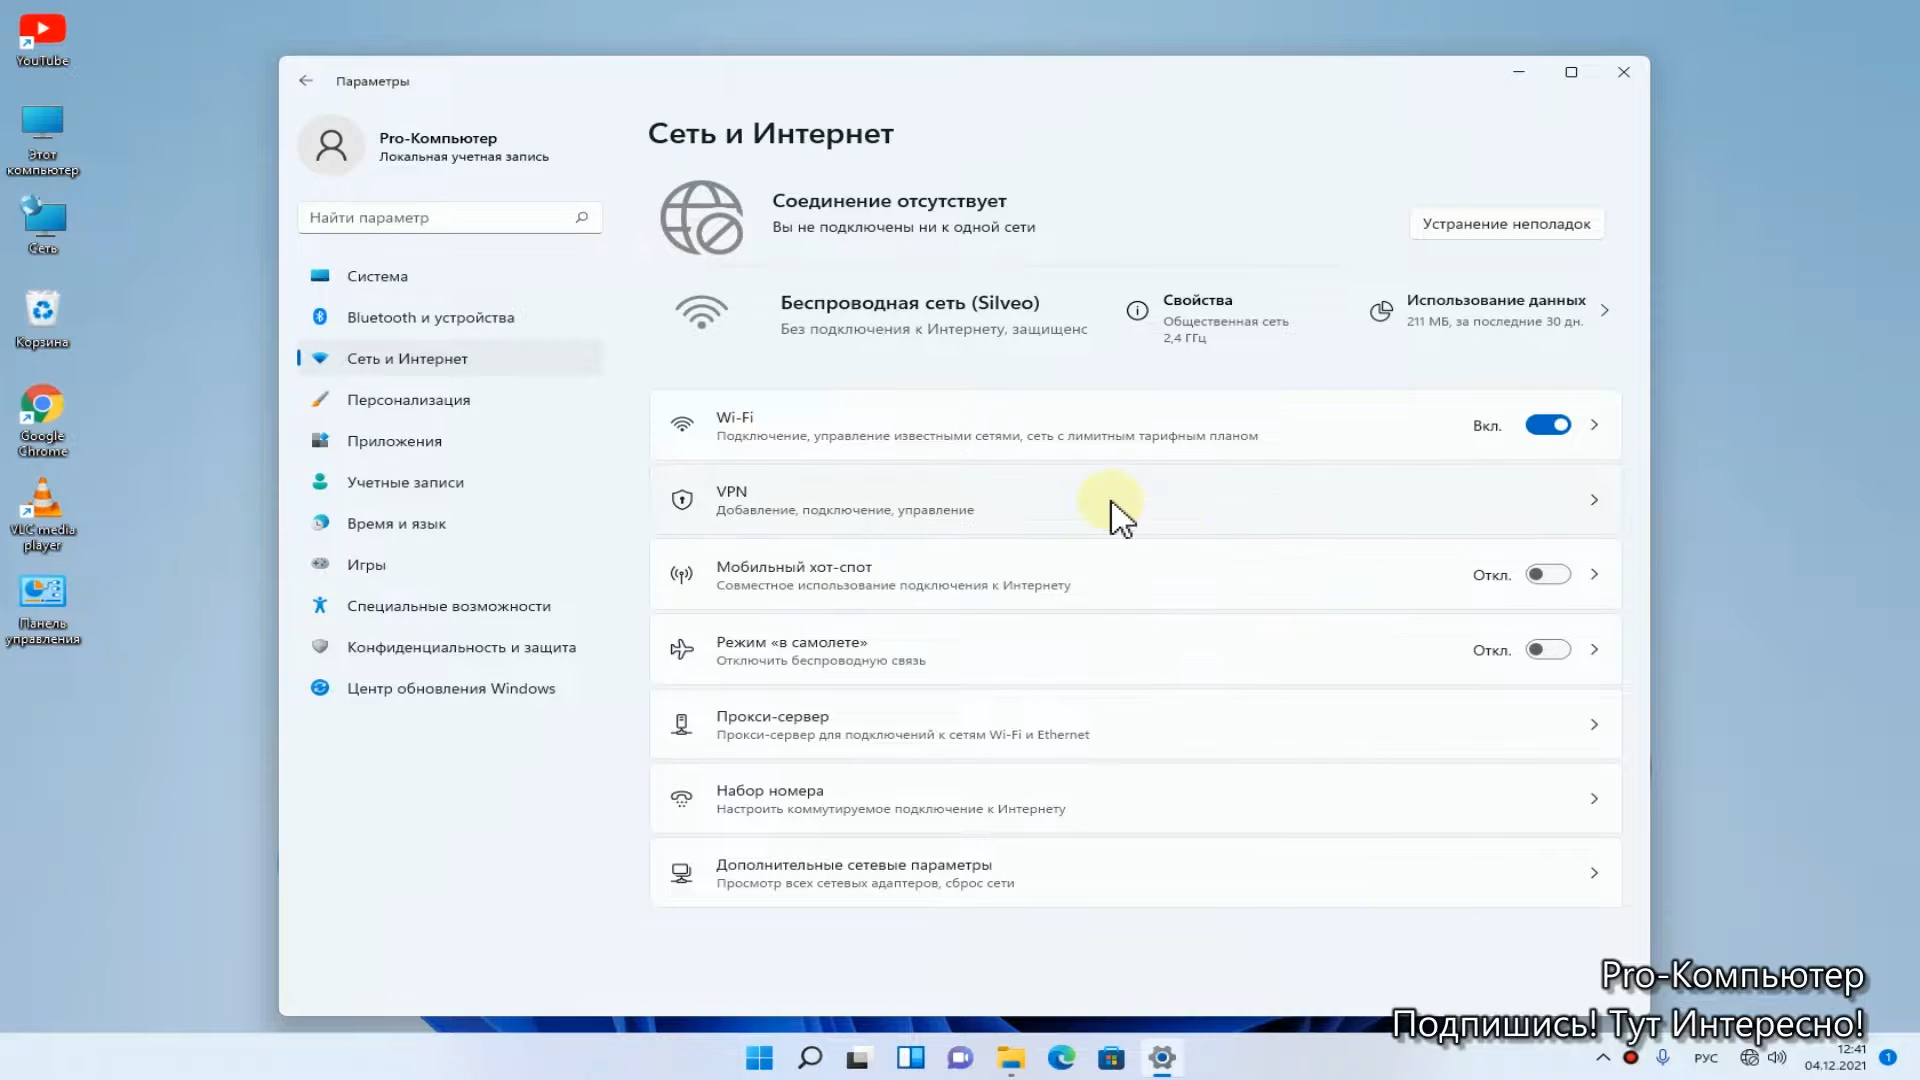 YouTube
Этот
компьютер
Сеть
Корзина
Google
Chrome
VLC media
player
Панель
управления
Параметры
Pro-Компьютер
Локальная учетная запись
Найти параметр
Система
Bluetooth и устройства
Сеть и Интернет
Персонализация
Приложения
Учетные записи
Время и язык
Игры
Специальные возможности
Конфиденциальность и защита
Центр обновления Windows
Сеть и Интернет
Соединение отсутствует
Вы не подключены ни к одной сети
Устранение неполадок
Беспроводная сеть (Silveo)
Без подключения к Интернету, защищенс
Свойства
Общественная сеть
2,4 ГГц
Использование данных
211 МБ, за последние 30 дн.
Wi-Fi
Подключение, управление известными сетями, сеть с лимитным тарифным планом
Вкл.
VPN
Добавление, подключение, управление
Мобильный хот-спот
Совместное использование подключения к Интернету
Откл.
Режим «в самолете»
Отключить беспроводную связь
Откл.
Прокси-сервер
Прокси-сервер для подключений к сетям Wi-Fi и Ethernet
Набор номера
Настроить коммутируемое подключение к Интернету
Дополнительные сетевые параметры
Просмотр всех сетевых адаптеров, сброс сети
Pro-Компьютер
Подпишись! Тут Интересно!
РУС
12:41
04.12.2021
1